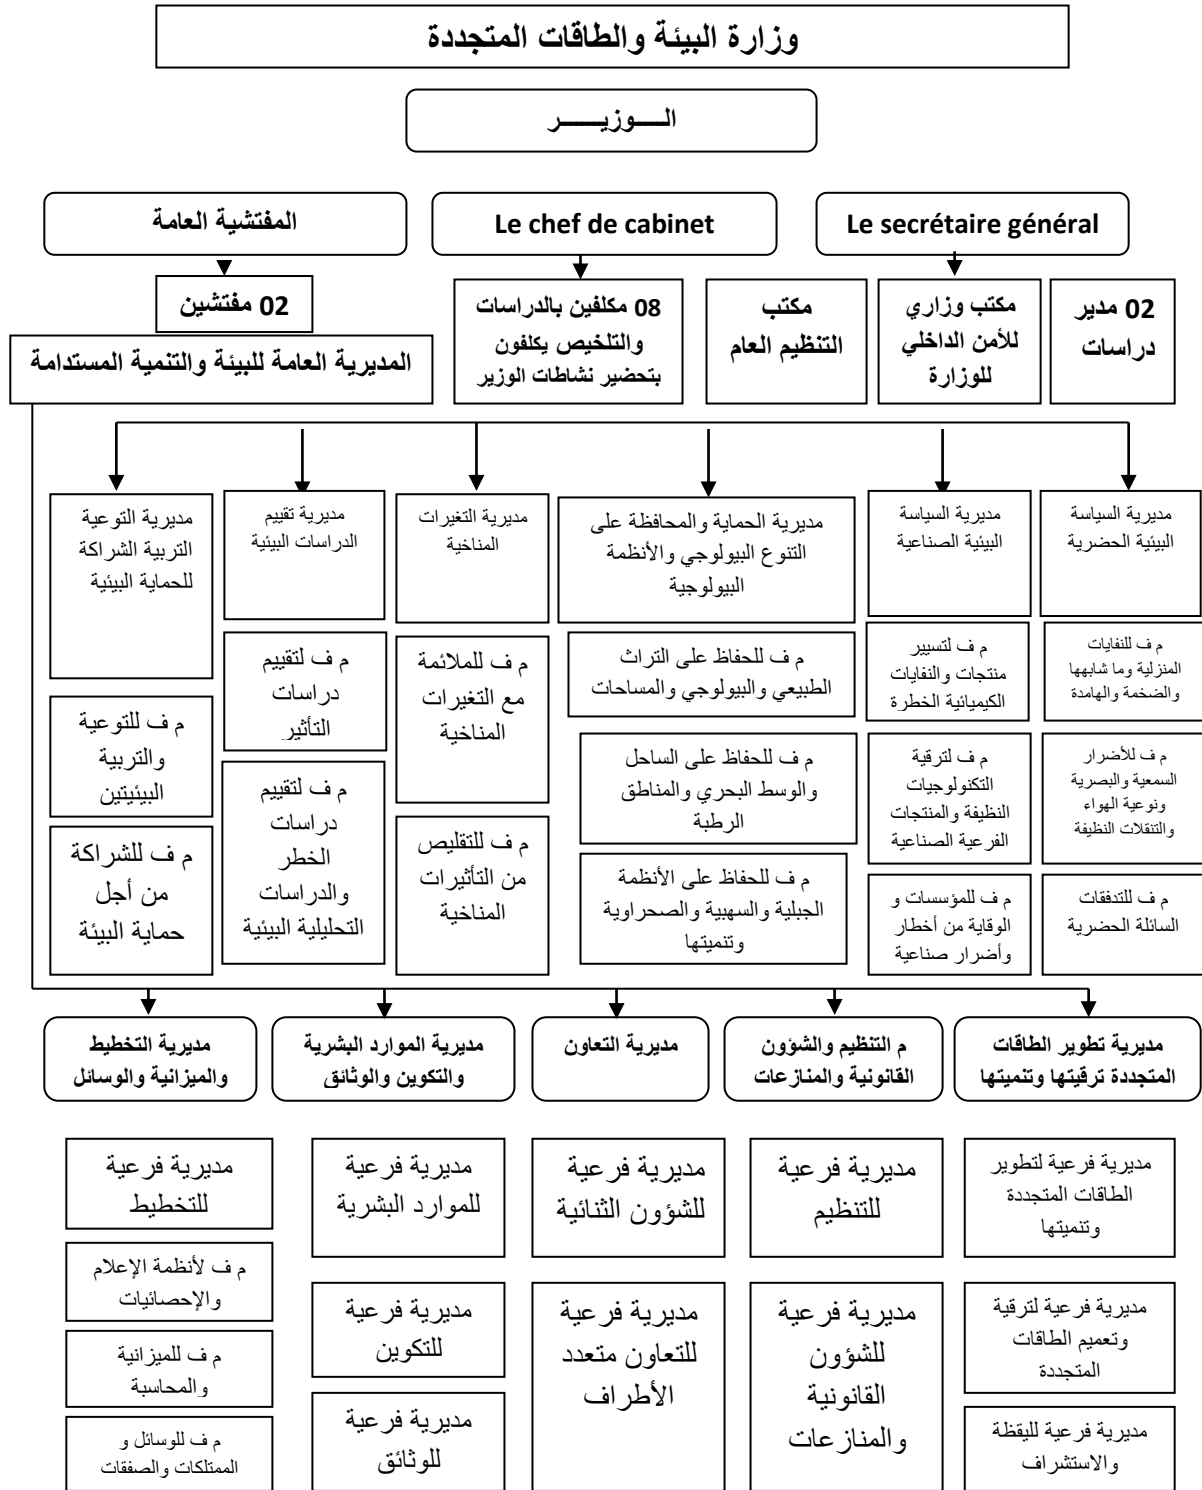 وزارة البيئة والطاقات المتجددة
الـــوزيـــــر
Le secrétaire général
Le chef de cabinet
المفتشية العامة
02 مدير
دراسات
مكتب وزاري
للأمن الداخلي
للوزارة
مكتب
التنظيم العام
08 مكلفين بالدراسات
والتلخيص يكلفون
بتحضير نشاطات الوزير
02 مفتشين
المديرية العامة للبيئة والتنمية المستدامة
مديرية السياسة
البيئية الحضرية
مديرية السياسة
البيئية الصناعية
مديرية الحماية والمحافظة على
التنوع البيولوجي والأنظمة
البيولوجية
مديرية التغيرات
المناخية
مديرية تقييم
الدراسات البيئية
مديرية التوعية
التربية الشراكة
للحماية البيئية
م ف للنفايات
المنزلية وما شابهها
والضخمة والهامدة
م ف لتسيير
منتجات والنفايات
الكيميائية الخطرة
م ف للحفاظ على التراث
الطبيعي والبيولوجي والمساحات
م ف للملائمة
مع التغيرات
المناخية
م ف لتقييم
دراسات
التأثير
م ف للتوعية
والتربية
البيئيتين
م ف للأضرار
السمعية والبصرية
ونوعية الهواء
والتنقلات النظيفة
م ف لترقية
التكنولوجيات
النظيفة والمنتجات
الفرعية الصناعية
م ف للحفاظ على الساحل
والوسط البحري والمناطق
الرطبة
م ف للتقليص
من التأثيرات
المناخية
م ف لتقييم
دراسات
الخطر
والدراسات
التحليلية البيئية
م ف للشراكة
من أجل
حماية البيئة
م ف للتدفقات
السائلة الحضرية
م ف للمؤسسات و
الوقاية من أخطار
وأضرار صناعية
م ف للحفاظ على الأنظمة
الجبلية والسهبية والصحراوية
وتنميتها
مديرية تطوير الطاقات
المتجددة ترقيتها وتنميتها
م التنظيم والشؤون
القانونية والمنازعات
مديرية التعاون
مديرية الموارد البشرية
والتكوين والوثائق
مديرية التخطيط
والميزانية والوسائل
مديرية فرعية لتطوير
الطاقات المتجددة
وتنميتها
مديرية فرعية
للتنظيم
مديرية فرعية
للشؤون الثنائية
مديرية فرعية
للموارد البشرية
مديرية فرعية
للتخطيط
م ف لأنظمة الإعلام
والإحصائيات
مديرية فرعية لترقية
وتعميم الطاقات
المتجددة
مديرية فرعية
للشؤون
القانونية
والمنازعات
مديرية فرعية
للتعاون متعدد
الأطراف
مديرية فرعية
للتكوين
م ف للميزانية
والمحاسبة
مديرية فرعية لليقظة
والاستشراف
مديرية فرعية
للوثائق
م ف للوسائل و
الممتلكات والصفقات